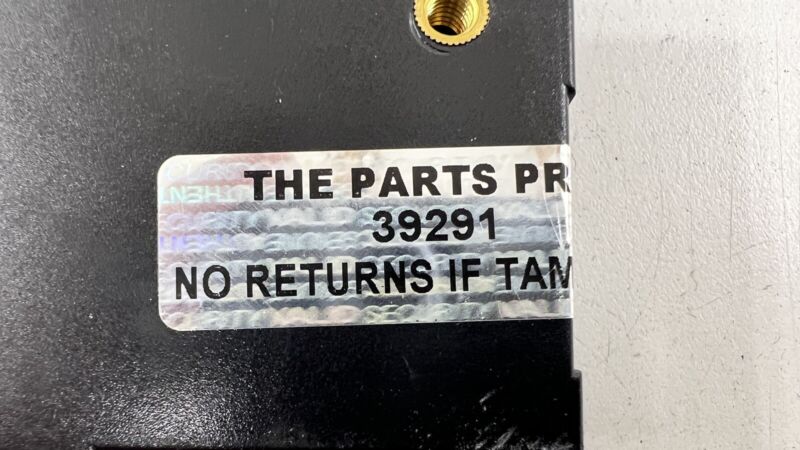 THE PARTS PR
39291
NO RETURNS IF TAM